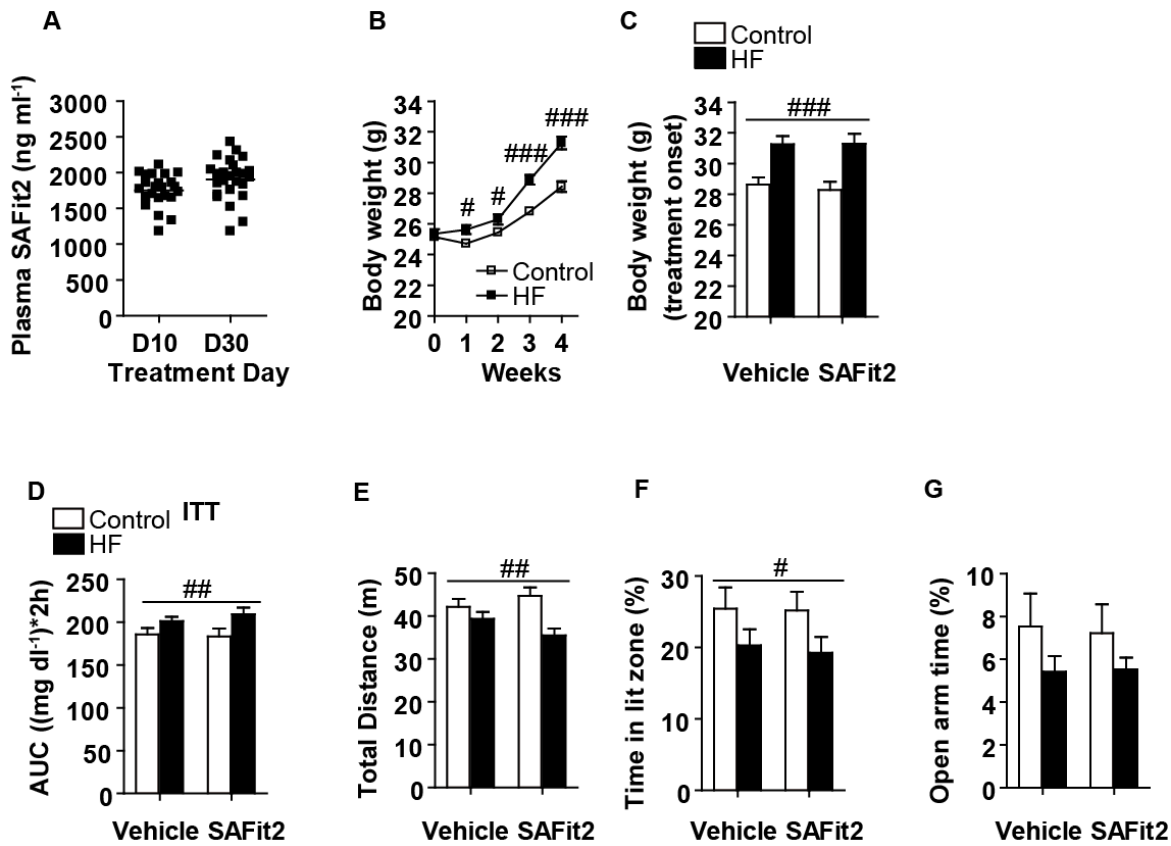 A
Plasma SAFit2 (ng ml-1)
3000
2500
2000
1500
1000
500
0
D10 D30
Treatment Day
B
Body weight (g)
34
32
30
28
26
24
22
20
#
#
###
###
Control
HF
0 1 2 3 4
Weeks
C
Control
HF
Body weight (g)
(treatment onset)
34
32
30
28
26
24
22
20
###
Vehicle SAFit2
D
ITT
Control
HF
AUC ((mg dl-1)*2h)
250
200
150
100
50
0
##
Vehicle SAFit2
E
Total Distance (m)
50
40
30
20
10
0
##
Vehicle SAFit2
F
Time in lit zone (%)
30
20
10
0
#
Vehicle SAFit2
G
Open arm time (%)
10
8
6
4
2
0
Vehicle SAFit2